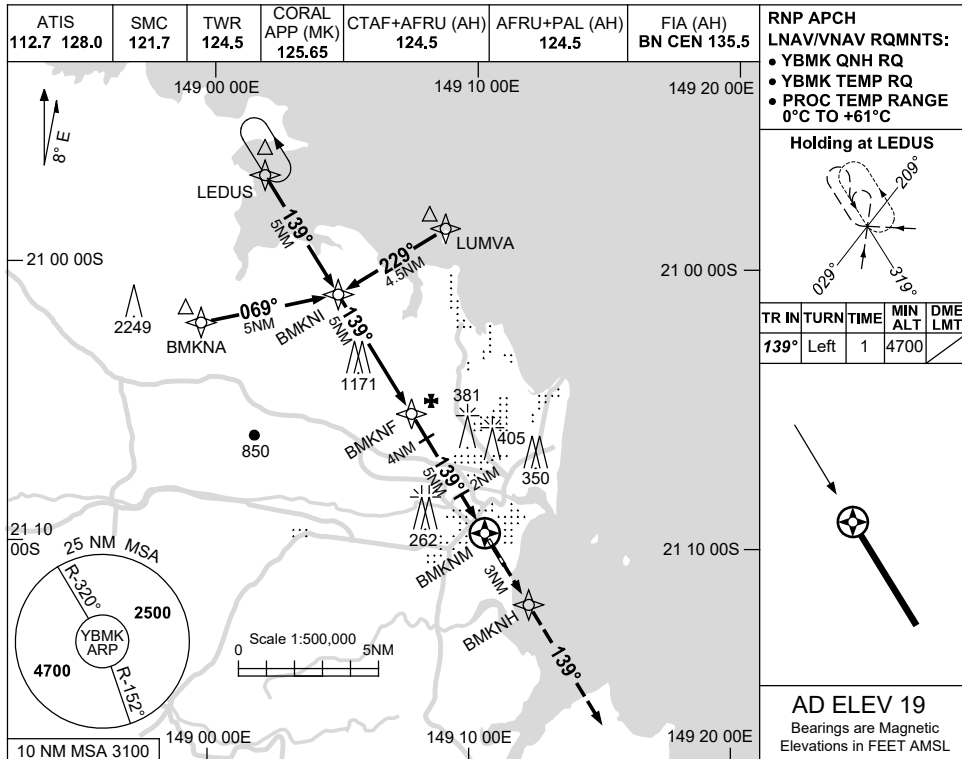 ATIS
112.7 128.0
SMC
121.7
TWR
124.5
CORAL
APP (MK)
125.65
CTAF+AFRU (AH)
124.5
AFRU+PAL (AH)
124.5
FIA (AH)
BN CEN 135.5
RNP APCH
LNAV/VNAV RQMNTS:
• YBMK QNH RQ
• YBMK TEMP RQ
• PROC TEMP RANGE
0°C TO +61°C
Holding at LEDUS
209°
029°
319°
TR IN
TURN
TIME
MIN
ALT
DME
LMT
139°
Left
1
4700
149 00 00E
149 10 00E
149 20 00E
8° E
LEDUS
139°
5NM
LUMVA
229°
4.5NM
21 00 00S
21 00 00S
2249
069°
5NM
BMKNA
BMKNI
139°
5NM
1171
381
BMKNF
405
850
4NM
139°
5NM
2NM
350
262
21 10
00S
21 10 00S
BMKNM
3NM
BMKNH
139°
25 NM MSA
R-320°
2500
YBMK
ARP
4700
R-152°
Scale 1:500,000
0
5NM
10 NM MSA 3100
149 00 00E
149 10 00E
149 20 00E
AD ELEV 19
Bearings are Magnetic
Elevations in FEET AMSL